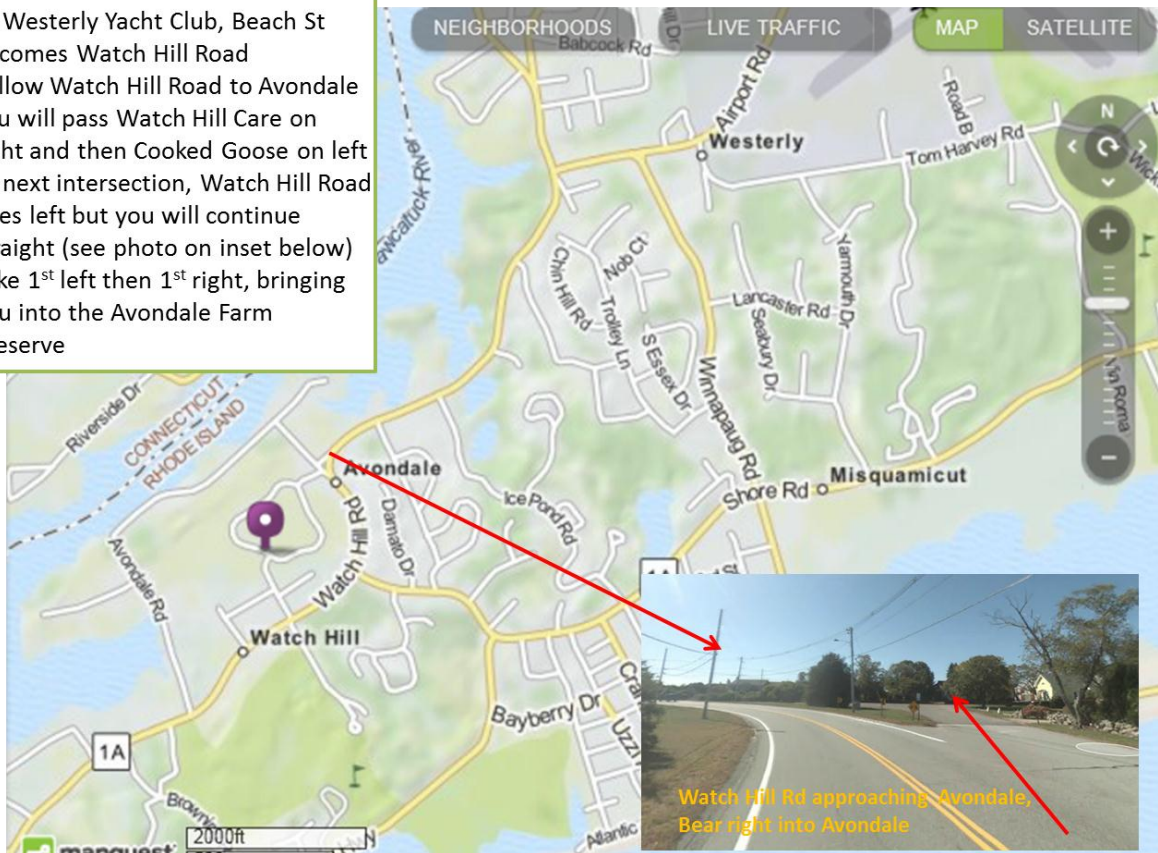 Westerly Yacht Club, Beach St
comes Watch Hill Road
llow Watch Hill Road to Avondale
u will pass Watch Hill Care on
ht and then Cooked Goose on left
next intersection, Watch Hill Road
es left but you will continue
aight (see photo on inset below)
ke 1st left then 1st right, bringing
u into the Avondale Farm
eserve
NEIGHBORHOODS
LIVE TRAFFIC
MAP
SATELLITE
Babcock Rd
Airport Rd
Westerly
Road B
Tom Harvey Rd
N
awcatuck River
Chin Hill Rd
Nob Ct
Trolley Ln
S Essex Dr
Lancaster Rd
Yarmouth Dr
Seabury Dr
Winnapaug Rd
Riverside Dr
CONNECTICUT
RHODE ISLAND
Avondale
Ice Pond Rd
Damato Dr
Watch Hill Rd
Avondale Rd
Misquamicut
Shore Rd
1A
Watch Hill
Bayberry Dr
Uzzi
1A
Brown
2000ft
mapquest
Atlantic
Watch Hill Rd approaching Avondale,
Bear right into Avondale